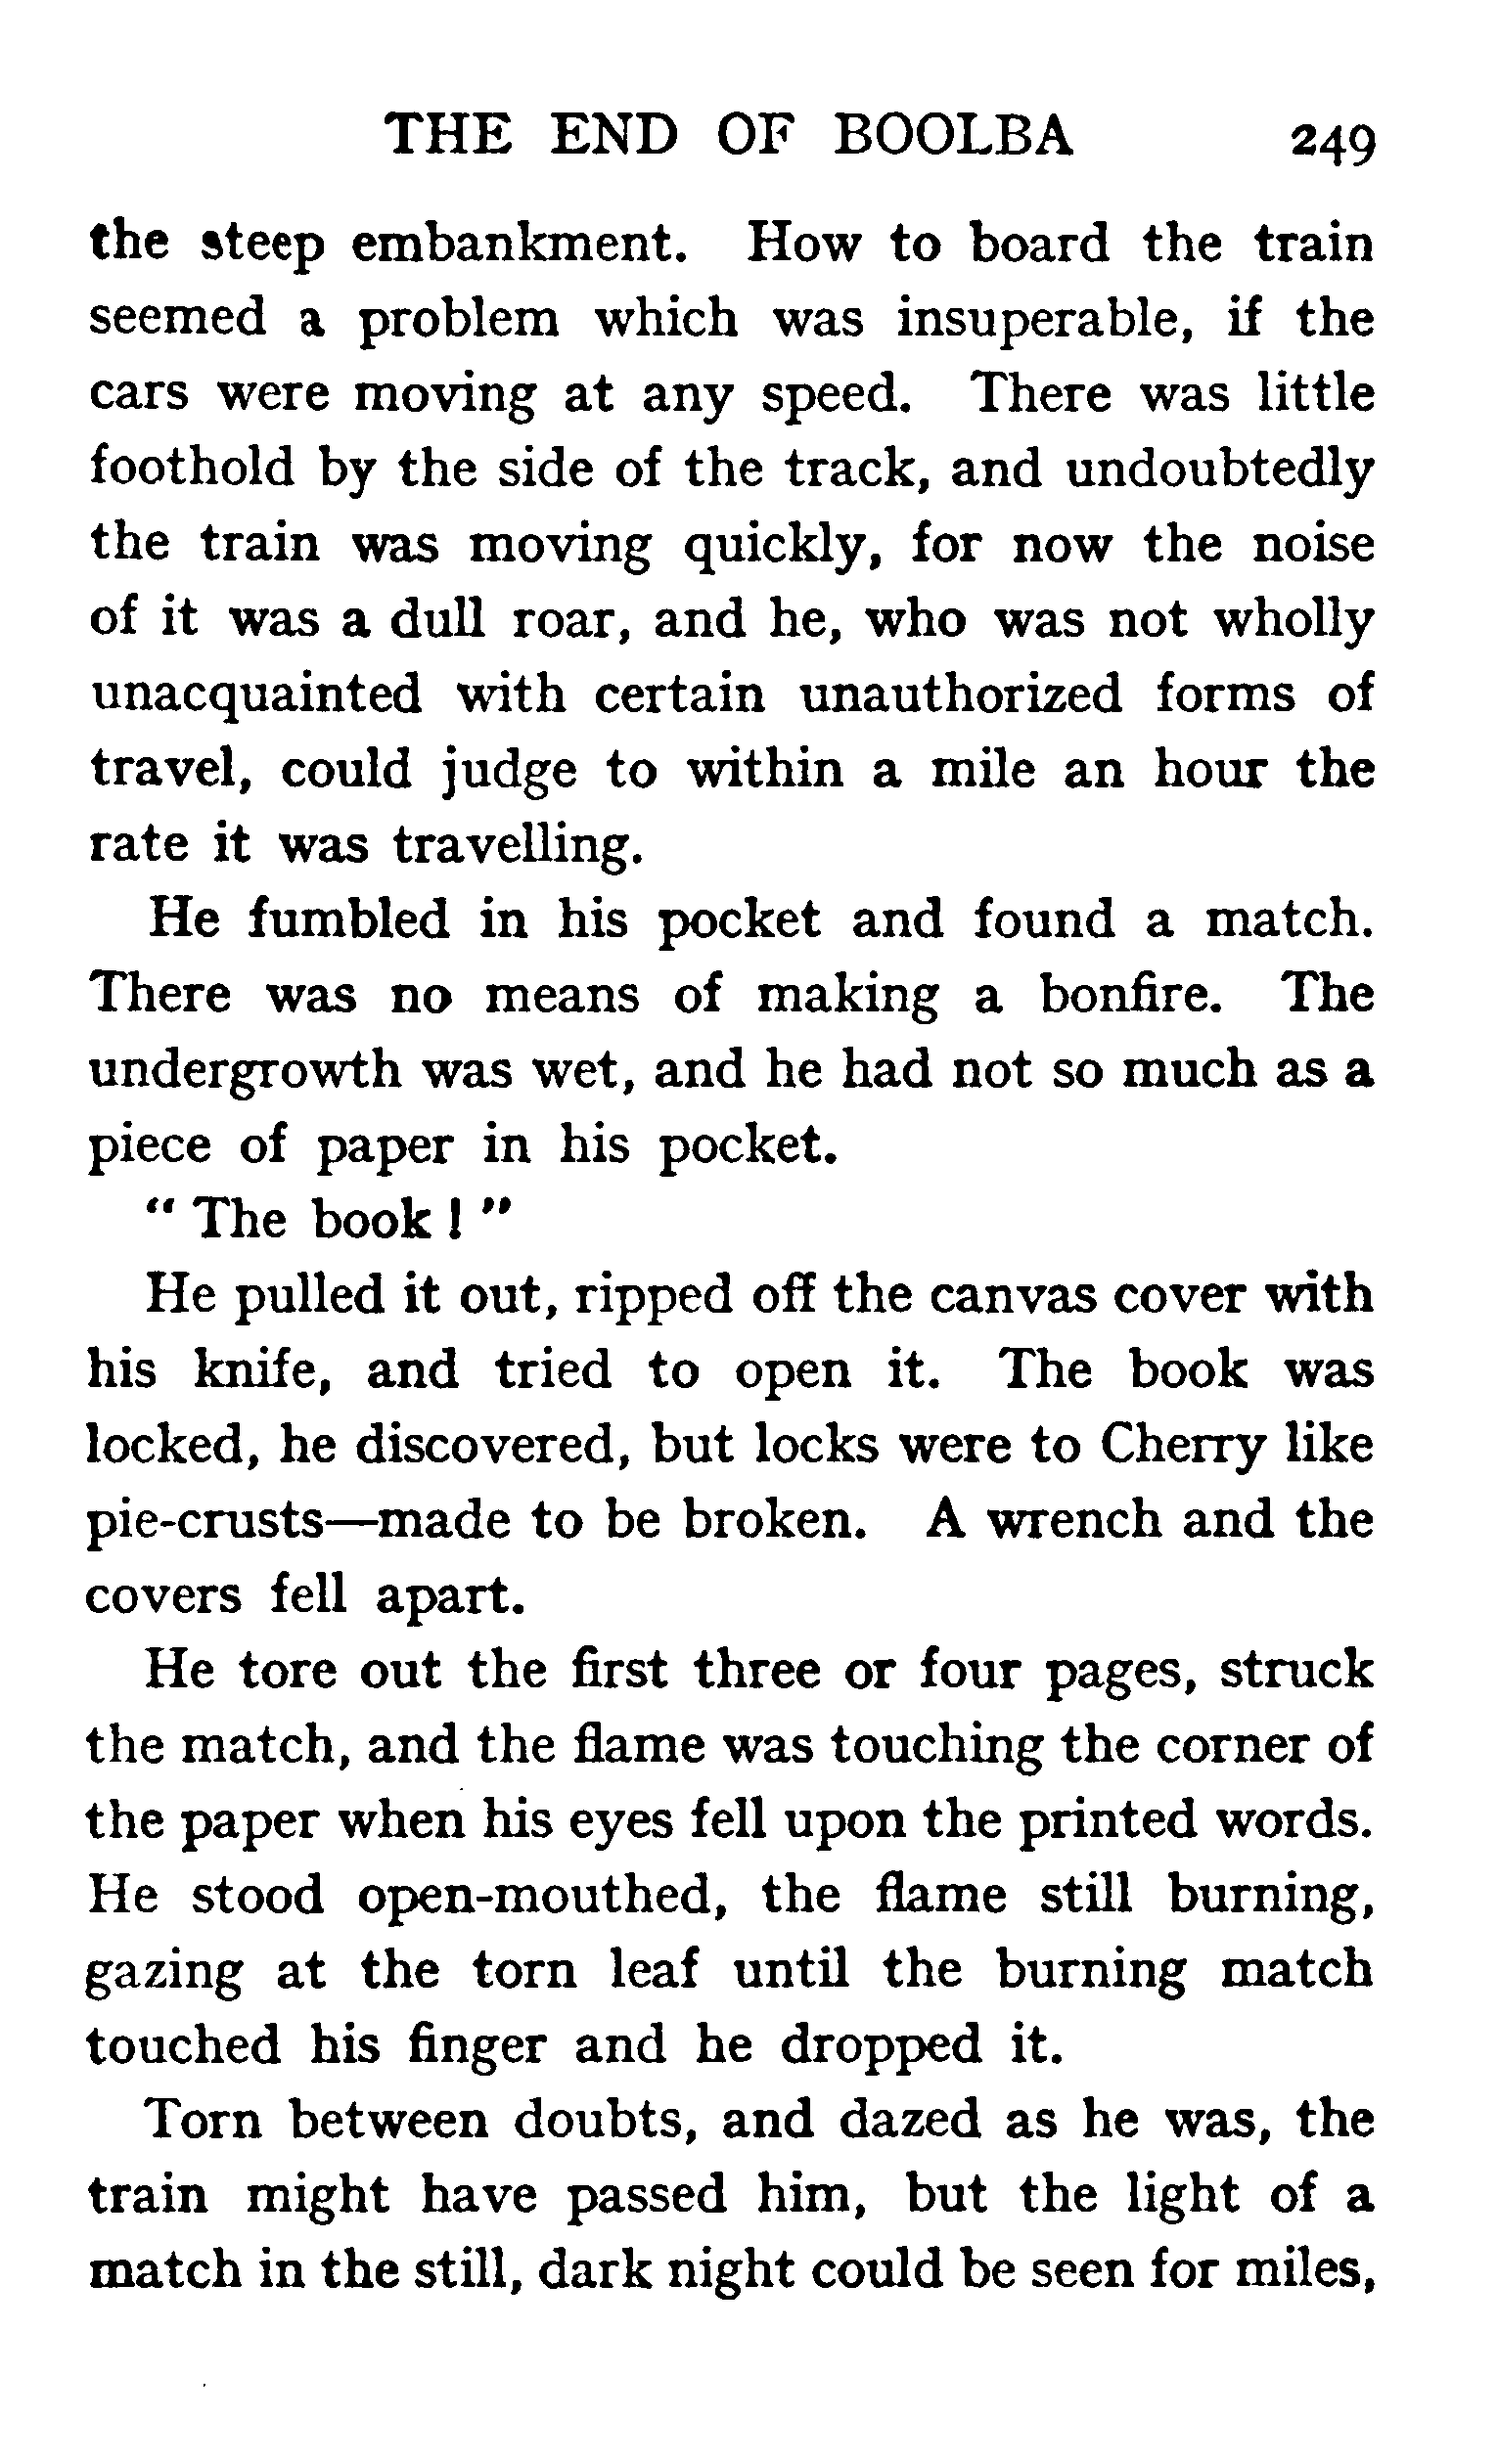 THE END OF BOOLBA 249
the steep embankment. How to board the train
seemed a problem which was insuperable, if the
cars were moving at any speed. There was little
foothold by the side of the track, and undoubtedly
the train was moving quickly, for now the noise
of it was a dull roar, and he, who was not wholly
unacquainted with certain unauthorized forms of
travel, could judge to within a mile an hour the
rate it was travelling.
He fumbled in his pocket and found a match.
There was no means of making a bonfire. The
undergrowth was wet, and he had not so much as a
piece of paper in his pocket.
“ The book ! ”
He pulled it out, ripped off the canvas cover with
his knife, and tried to open it. The book was
locked, he discovered, but locks were to Cherry like
pie-crusts—made to be broken. A wrench and the
covers fell apart.
He tore out the first three or four pages, struck
the match, and the flame was touching the corner of
the paper when his eyes fell upon the printed words.
He stood open-mouthed, the flame still burning,
gazing at the torn leaf until the burning match
touched his finger and he dropped it.
Torn between doubts, and dazed as he was, the
train might have passed him, but the light of a
match in the still, dark night could be seen for miles,